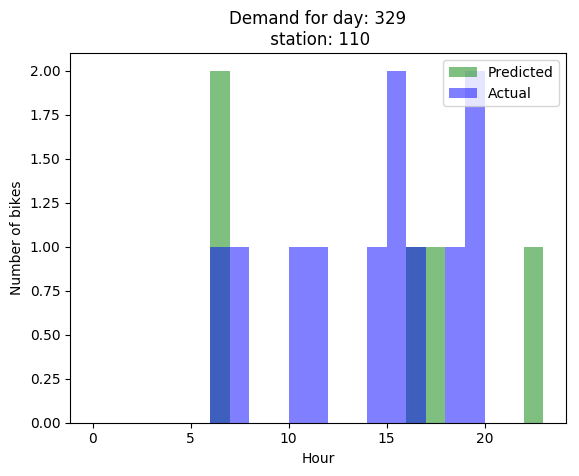 Demand for day: 329
station: 110
Predicted
Actual
2.00
1.75
1.50
1.25
1.00
0.75
0.50
0.25
0.00
Number of bikes
0 5 10 15 20
Hour